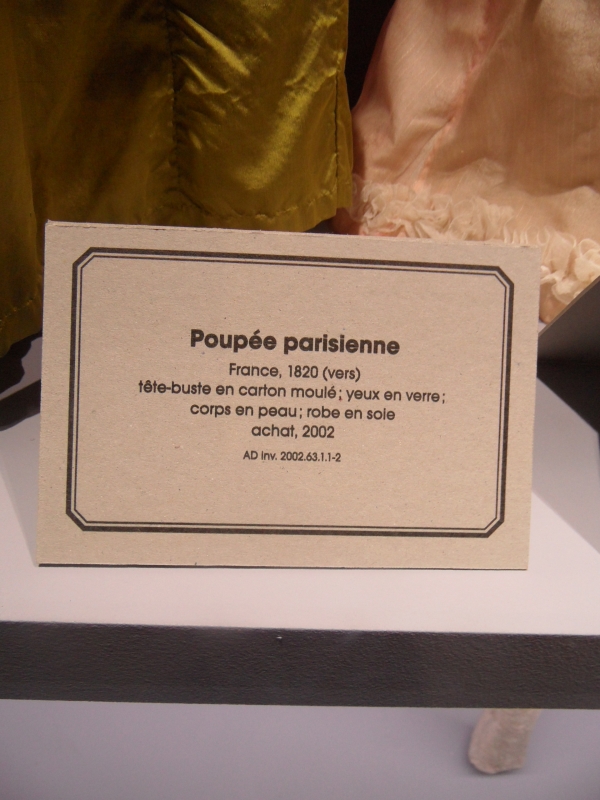 Poupée parisienne
France, 1820 (vers)
tête-buste en carton moulé ; yeux en verre ;
corps en peau ; robe en soie
achat, 2002
AD inv. 2002.63.1.1-2